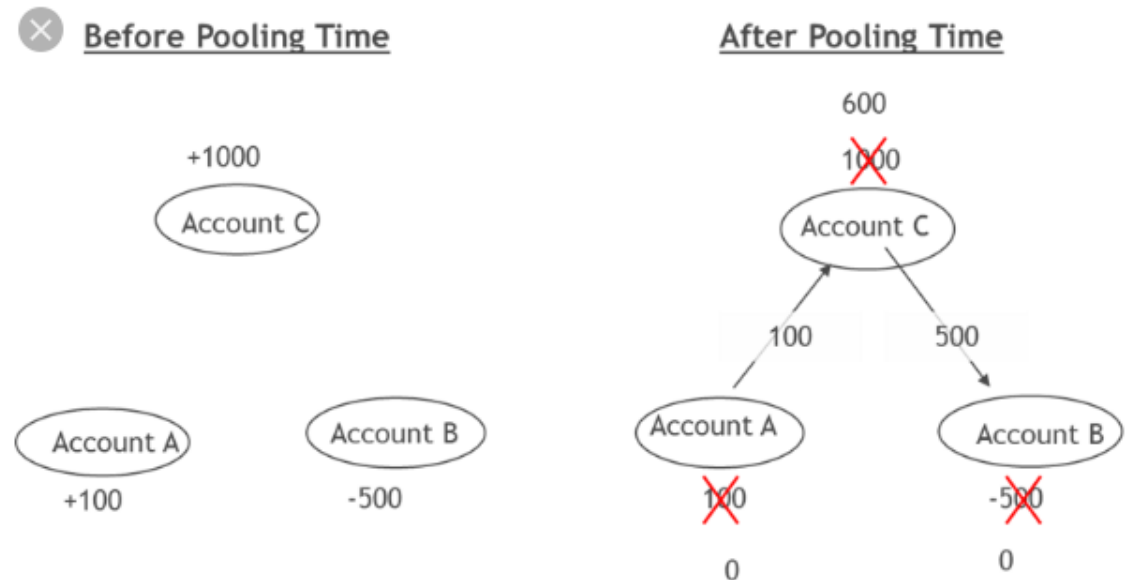 Before Pooling Time
+1000
Account C
Account A
+100
Account B
-500
After Pooling Time
600
1000
Account C
100
500
Account A
100
0
Account B
-500
0